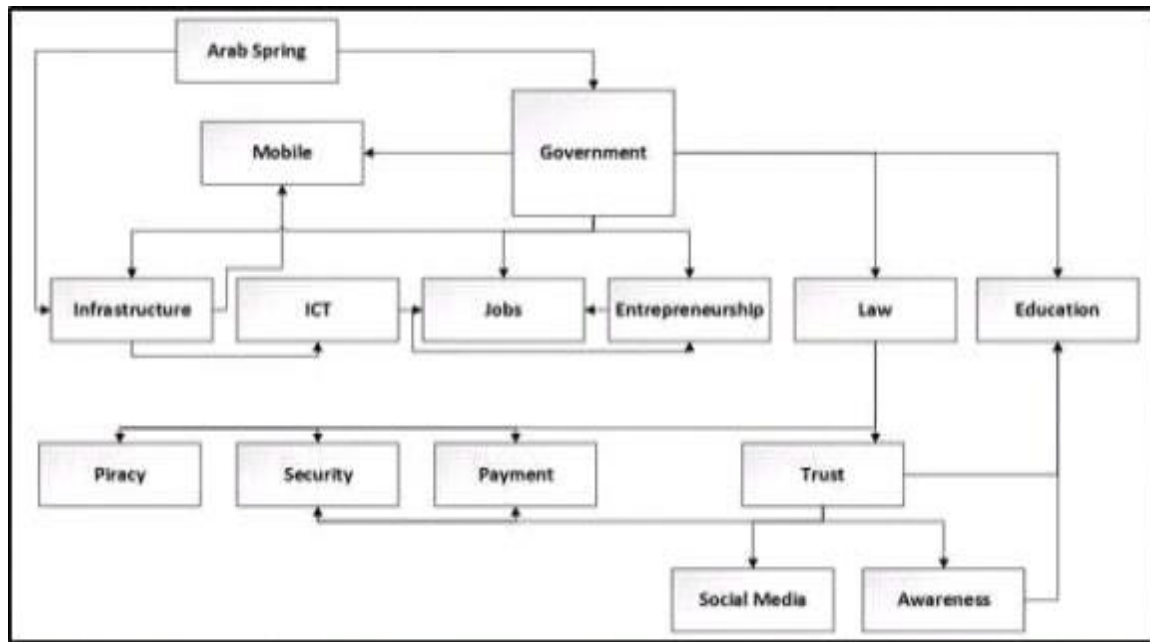 Arab Spring
Mobile
Government
Infrastructure
ICT
Jobs
Entrepreneurship
Law
Education
Piracy
Security
Payment
Trust
Social Media
Awareness